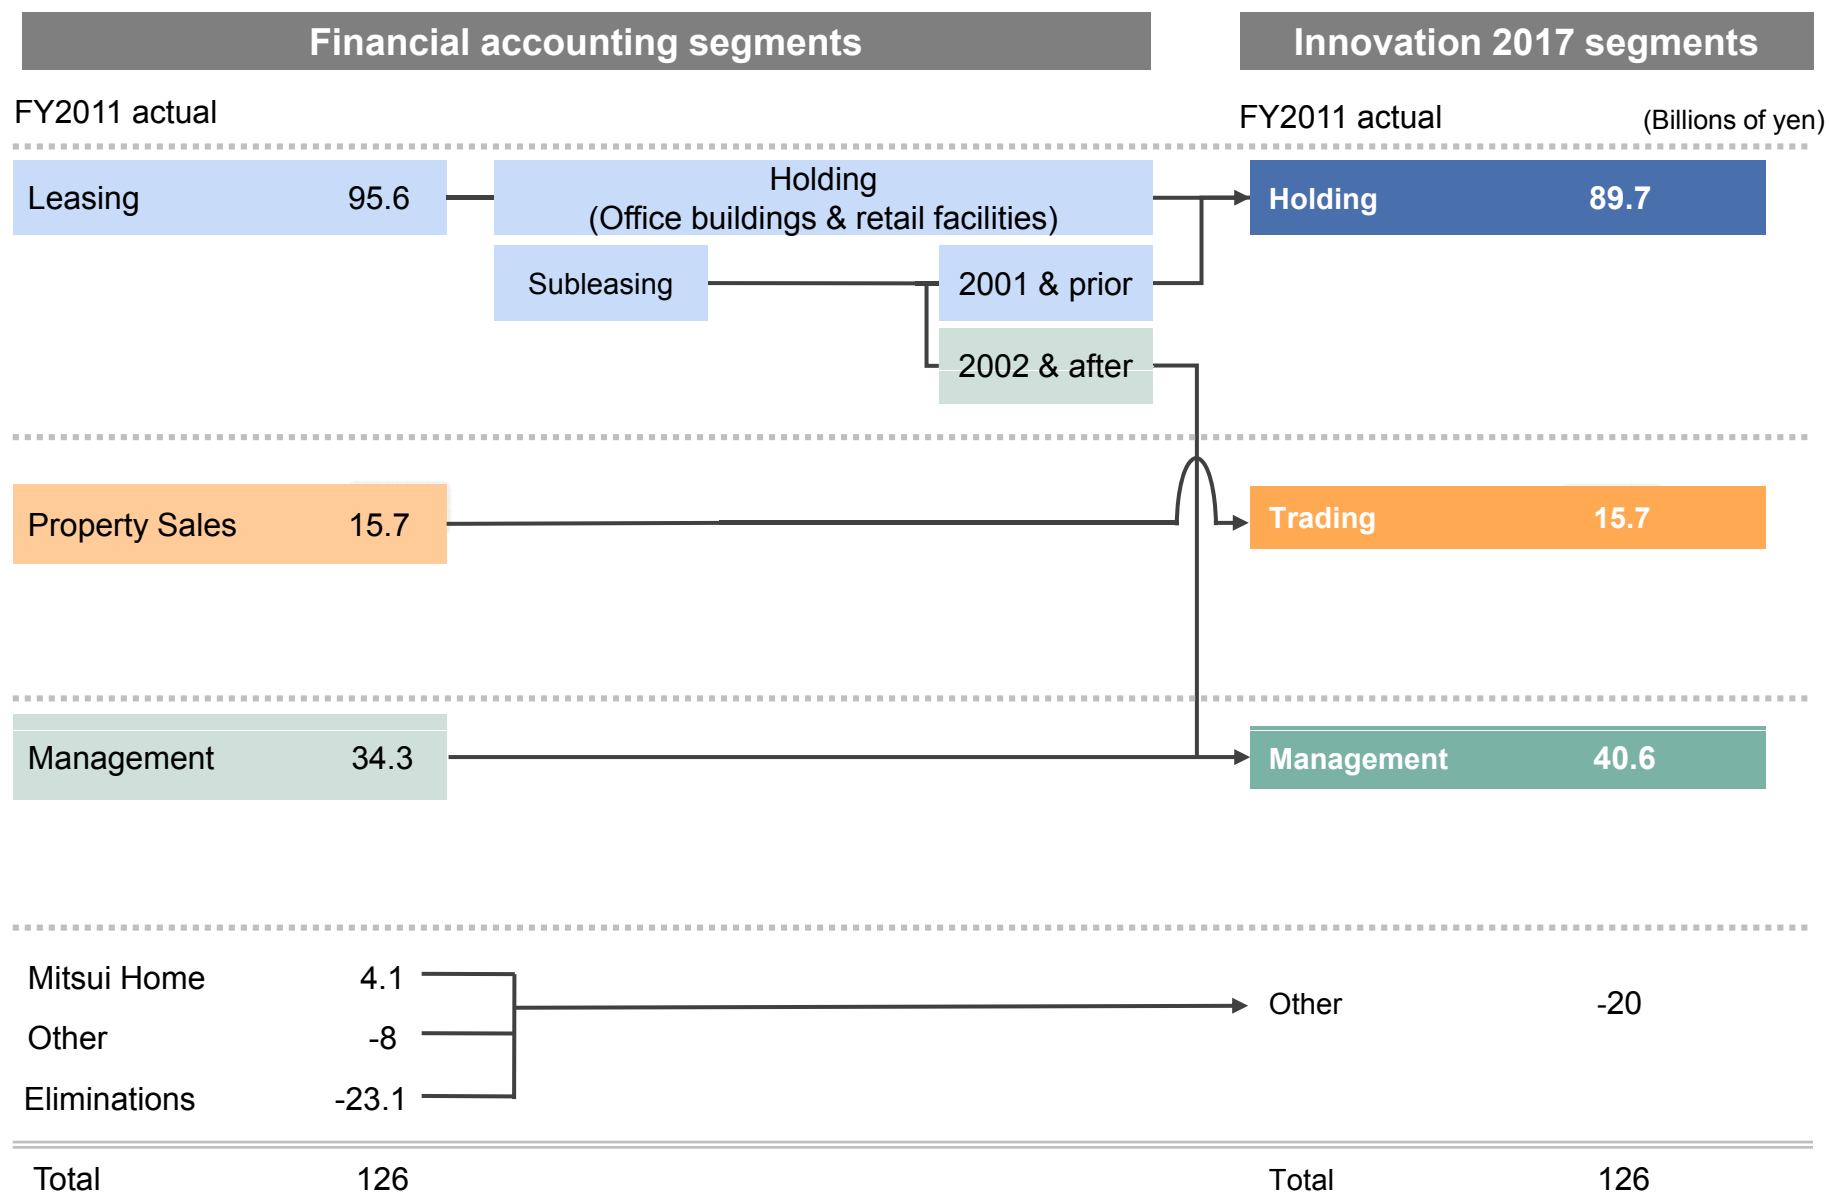 Financial accounting segments
Innovation 2017 segments
FY2011 actual
FY2011 actual
(Billions of yen)
Leasing 95.6
Holding
(Office buildings & retail facilities)
Holding 89.7
Subleasing
2001 & prior
2002 & after
Property Sales 15.7
Trading 15.7
Management 34.3
Management 40.6
Mitsui Home 4.1
Other -8
Eliminations -23.1
Other -20
Total 126
Total 126